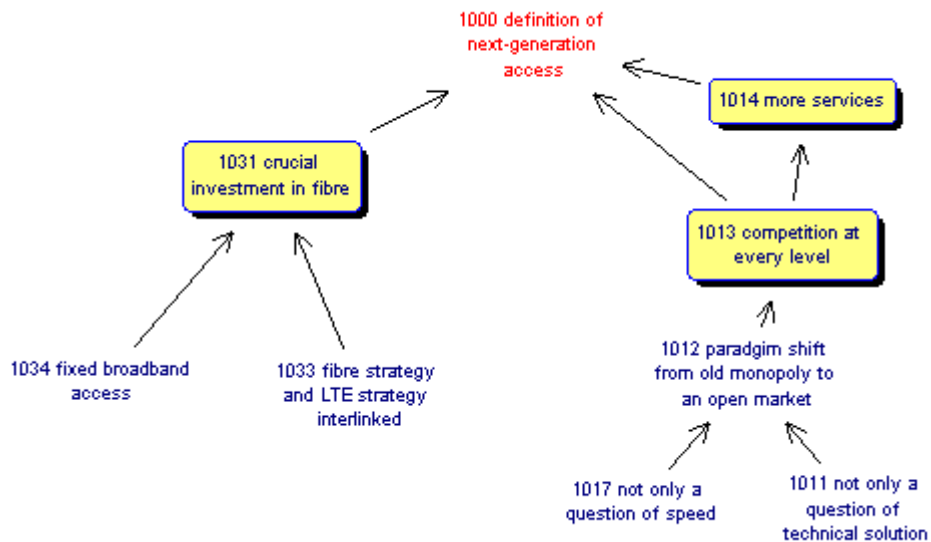 1000 definition of
next-generation
access
1014 more services
1031 crucial
investment in fibre
1013 competition at
every level
1034 fixed broadband
access
1033 fibre strategy
and LTE strategy
interlinked
1012 paradgim shift
from old monopoly to
an open market
1017 not only a
question of speed
1011 not only a
question of
technical solution